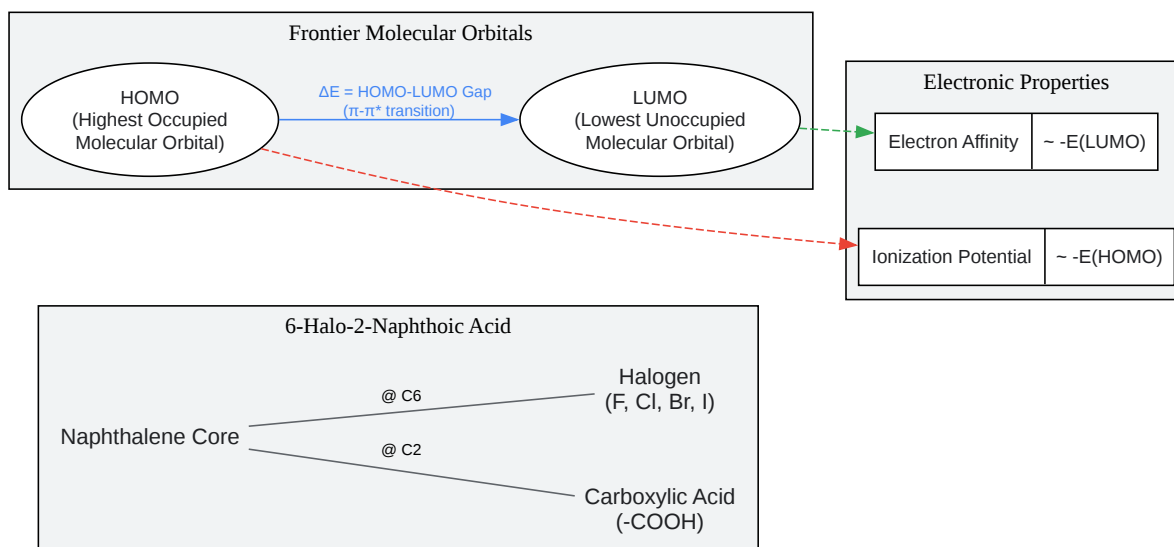 Frontier Molecular Orbitals
HOMO
(Highest Occupied
Molecular Orbital)
ΔE = HOMO-LUMO Gap
(π-π* transition)
LUMO
(Lowest Unoccupied
Molecular Orbital)
Electronic Properties
Electron Affinity ~ -E(LUMO)
Ionization Potential ~ -E(HOMO)
6-Halo-2-Naphthoic Acid
Naphthalene Core
@ C6
Halogen
(F, Cl, Br, I)
@ C2
Carboxylic Acid
(-COOH)